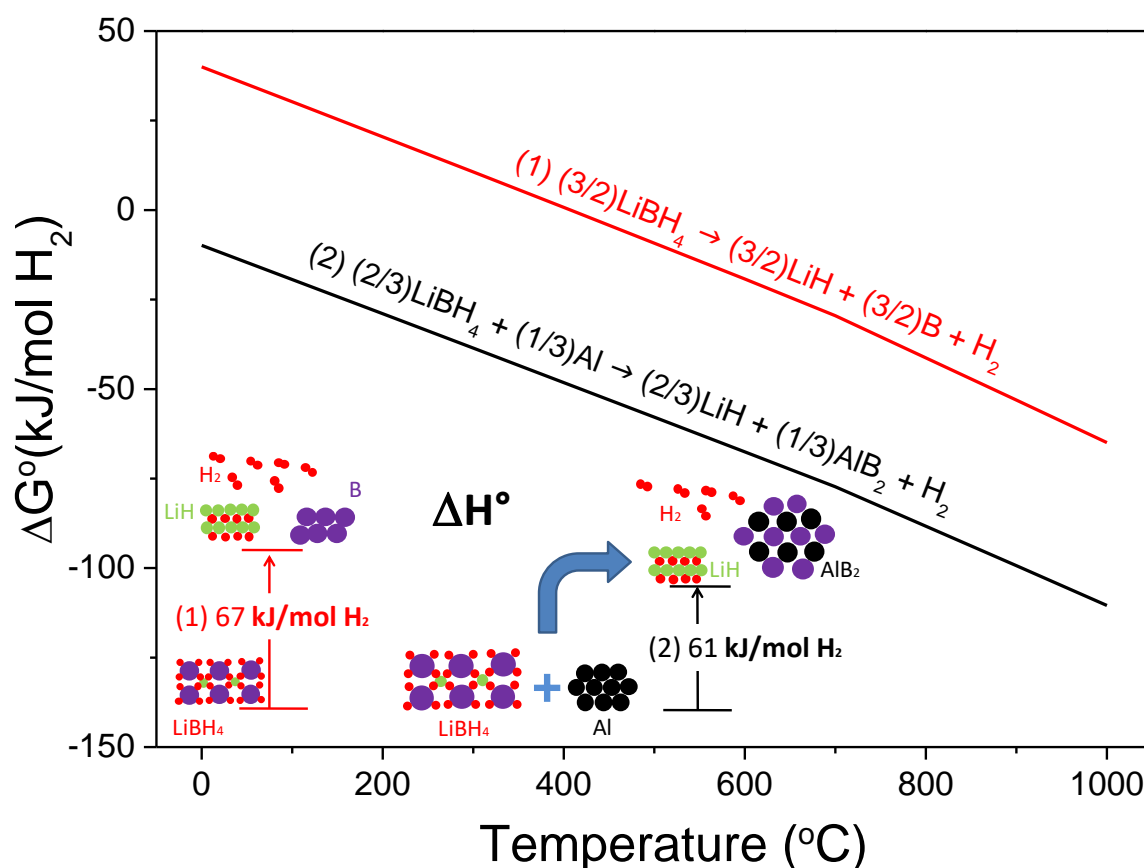 50
0
-50
-100
-150
ΔG°(kJ/mol H₂)
(1) (3/2)LiBH₄ → (3/2)LiH + (3/2)B + H₂
(2) (2/3)LiBH₄ + (1/3)Al → (2/3)LiH + (1/3)AlB₂ + H₂
H₂
B
LiH
ΔH°
(1) 67 kJ/mol H₂
LiBH₄
H₂
LiH
AlB₂
(2) 61 kJ/mol H₂
LiBH₄
+
Al
0
200
400
600
800
1000
Temperature (°C)